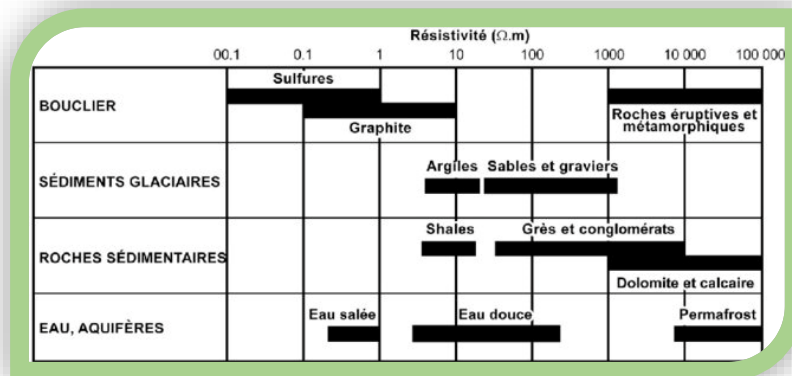 Résistivité (Ω.m)
00.1 0.1 1 10 100 1000 10 000 100 000
BOUCLIER
Sulfures
Graphite
Roches éruptives et
métamorphiques
SÉDIMENTS GLACIAIRES
Argiles Sables et graviers
ROCHES SÉDIMENTAIRES
Shales Grès et conglomérats
Dolomite et calcaire
EAU, AQUIFÈRES
Eau salée Eau douce Permafrost